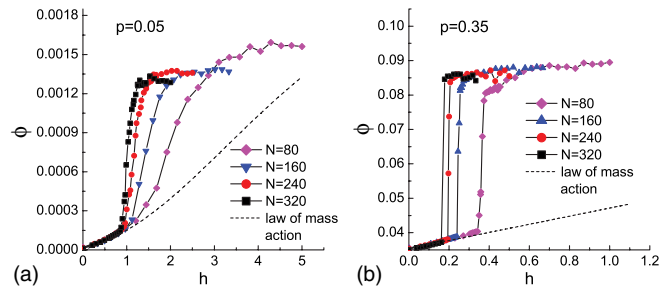 p=0.05
0.0018
0.0015
0.0012
0.0009
0.0006
0.0003
0.0000
ϕ
N=80
N=160
N=240
N=320
law of mass
action
0 1 2 3 4 5
h
(a)
p=0.35
0.10
0.09
0.08
0.07
0.06
0.05
0.04
ϕ
N=80
N=160
N=240
N=320
law of mass
action
0.0 0.2 0.4 0.6 0.8 1.0 1.2
h
(b)